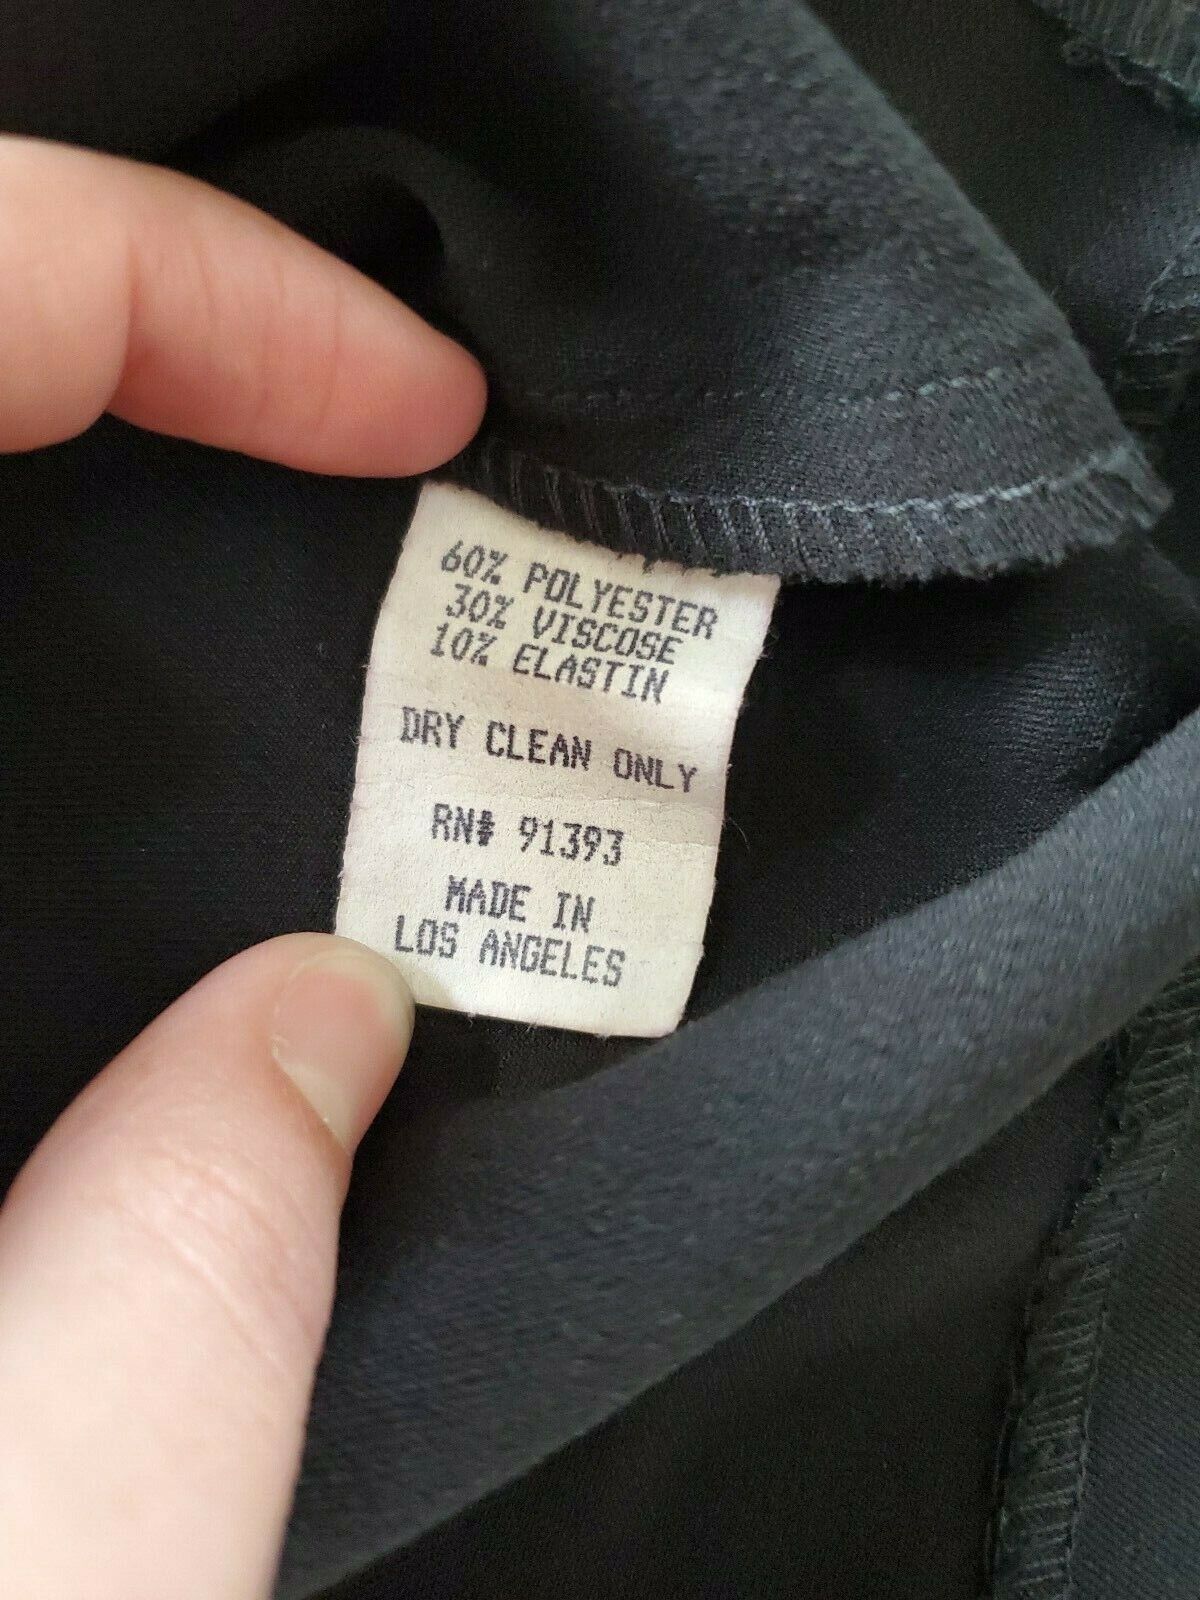 60% POLYESTER
30% VISCOSE
10% ELASTIN
DRY CLEAN ONLY
RN# 91393
MADE IN
LOS ANGELES